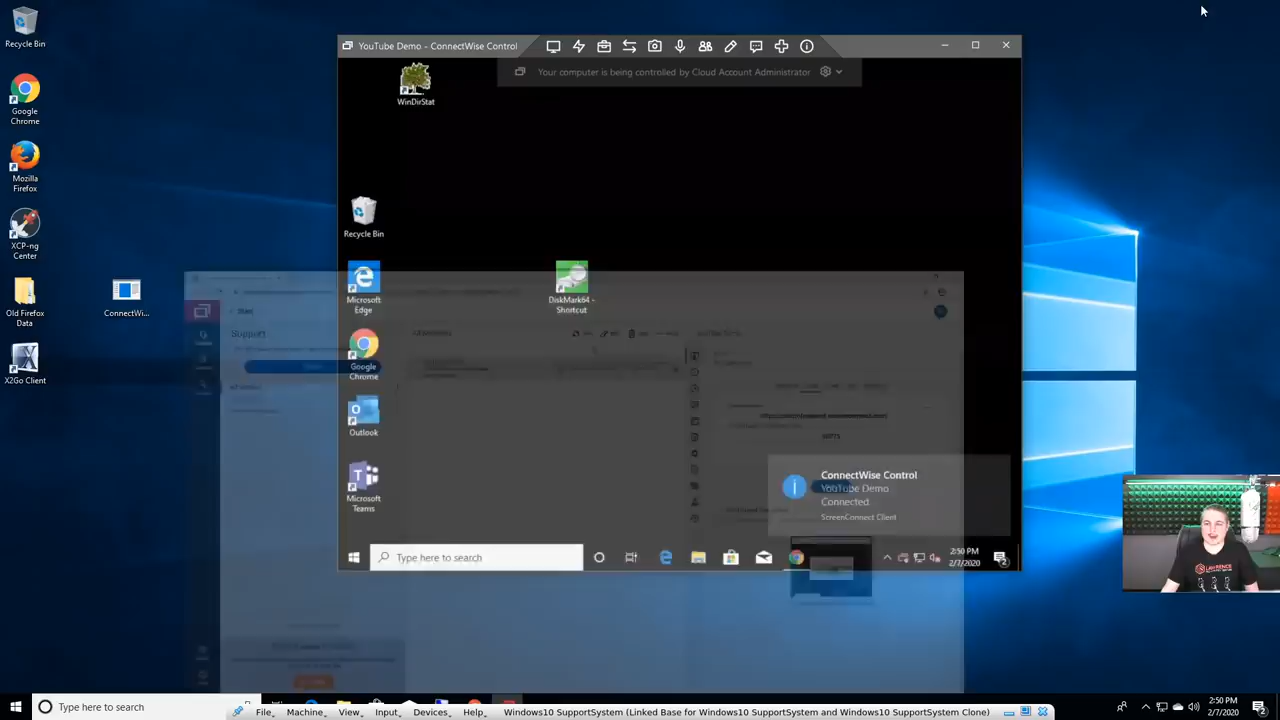 Recycle Bin
Google
Chrome
Mozilla
Firefox
XCP-ng
Center
Old Firefox
Data
X2Go Client
ConnectWi...
YouTube Demo - ConnectWise Control
Your computer is being controlled by Cloud Account Administrator
WinDirStat
Recycle Bin
Microsoft
Edge
DiskMark64 -
Shortcut
Google
Chrome
Outlook
Microsoft
Teams
Support
ConnectWise Control
YouTube Demo
Connected.
ScreenConnect Client
Type here to search
2:50 PM
2/7/2020
2
LAWRENCE
Type here to search
File
Machine
View
Input
Devices
Help
Windows10 SupportSystem (Linked Base for Windows10 SupportSystem and Windows10 SupportSystem Clone)
2:50 PM
2/7/2020